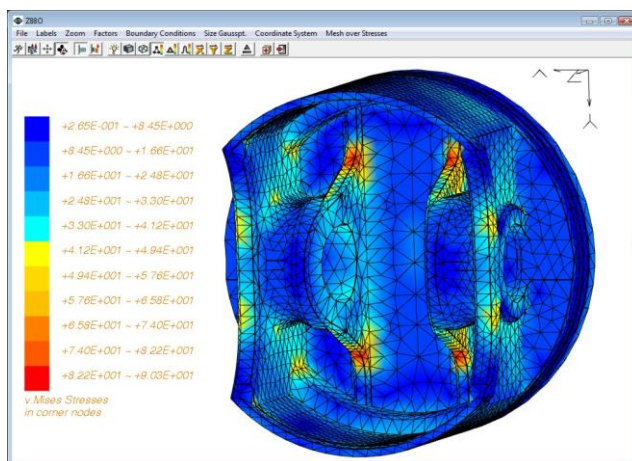 Z88O
File Labels Zoom Factors Boundary Conditions Size Gausspt. Coordinate System Mesh over Stresses
+2.65E-001 ~ +8.45E+000
+8.45E+000 ~ +1.66E+001
+1.66E+001 ~ +2.48E+001
+2.48E+001 ~ +3.30E+001
+3.30E+001 ~ +4.12E+001
+4.12E+001 ~ +4.94E+001
+4.94E+001 ~ +5.76E+001
+5.76E+001 ~ +6.58E+001
+6.58E+001 ~ +7.40E+001
+7.40E+001 ~ +8.22E+001
+8.22E+001 ~ +9.03E+001
v.Mises Stresses
in corner nodes